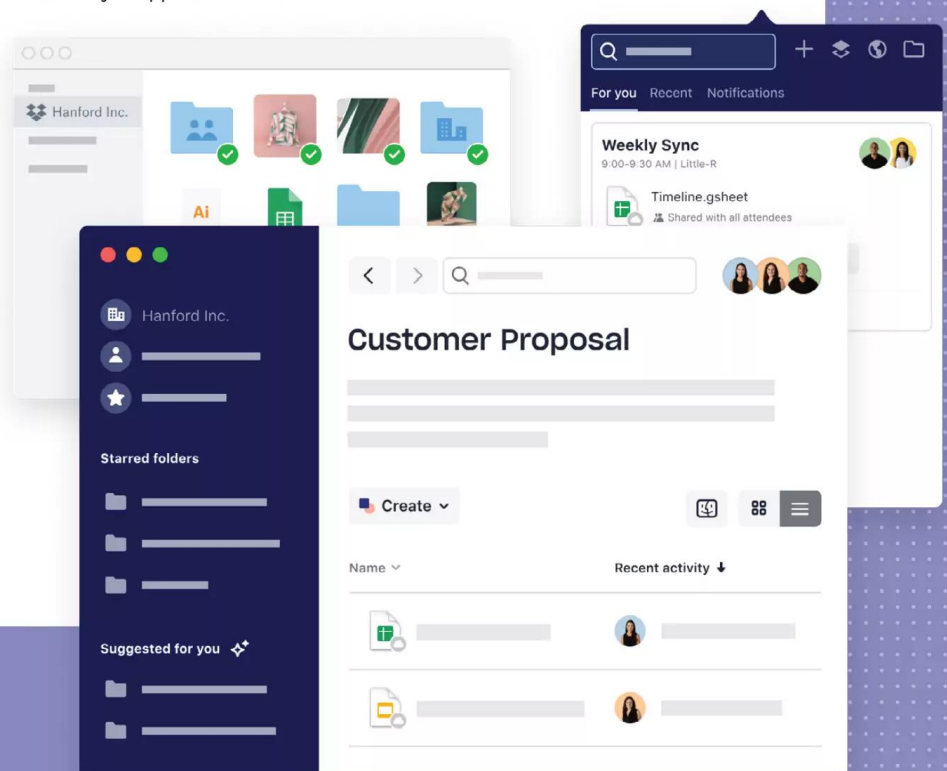 Hanford Inc.
Ai
For you Recent Notifications
Weekly Sync
9:00-9:30 AM | Little-R
Timeline.gsheet
Shared with all attendees
Hanford Inc.
Starred folders
Suggested for you
Customer Proposal
Create
Name Recent activity